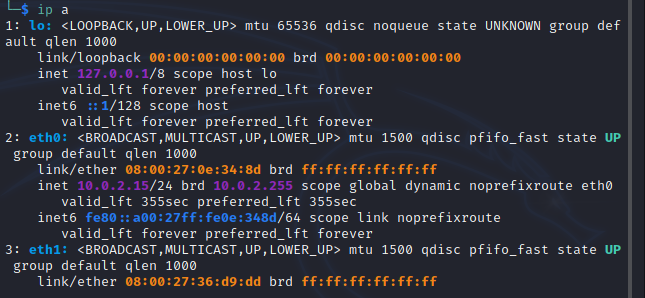 └─$ ip a
1: lo: <LOOPBACK,UP,LOWER_UP> mtu 65536 qdisc noqueue state UNKNOWN group def
ault qlen 1000
    link/loopback 00:00:00:00:00:00 brd 00:00:00:00:00:00
    inet 127.0.0.1/8 scope host lo
       valid_lft forever preferred_lft forever
    inet6 ::1/128 scope host
       valid_lft forever preferred_lft forever
2: eth0: <BROADCAST,MULTICAST,UP,LOWER_UP> mtu 1500 qdisc pfifo_fast state UP
 group default qlen 1000
    link/ether 08:00:27:0e:34:8d brd ff:ff:ff:ff:ff:ff
    inet 10.0.2.15/24 brd 10.0.2.255 scope global dynamic noprefixroute eth0
       valid_lft 355sec preferred_lft 355sec
    inet6 fe80::a00:27ff:fe0e:348d/64 scope link noprefixroute
       valid_lft forever preferred_lft forever
3: eth1: <BROADCAST,MULTICAST,UP,LOWER_UP> mtu 1500 qdisc pfifo_fast state UP
 group default qlen 1000
    link/ether 08:00:27:36:d9:dd brd ff:ff:ff:ff:ff:ff